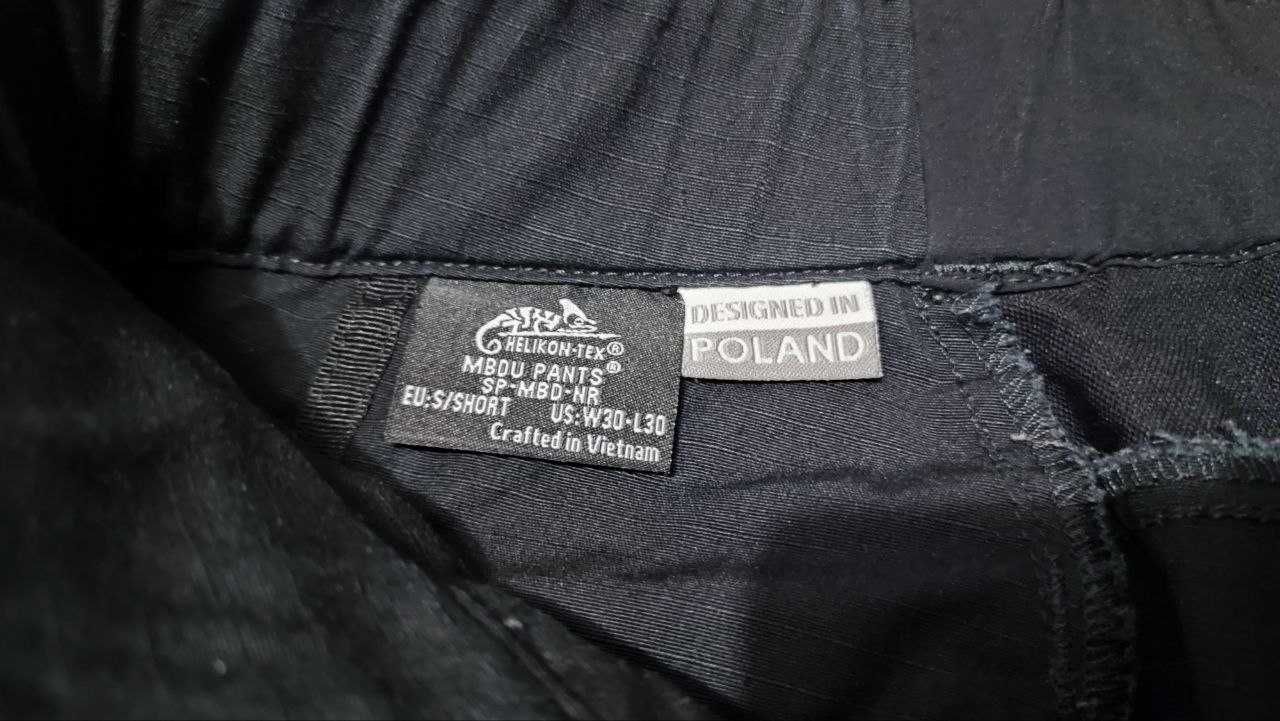 HELIKON-TEX®
MBDU PANTS®
SP-MBD-NR
EU:S/SHORT US:W30-L30
Crafted in Vietnam
DESIGNED IN
POLAND